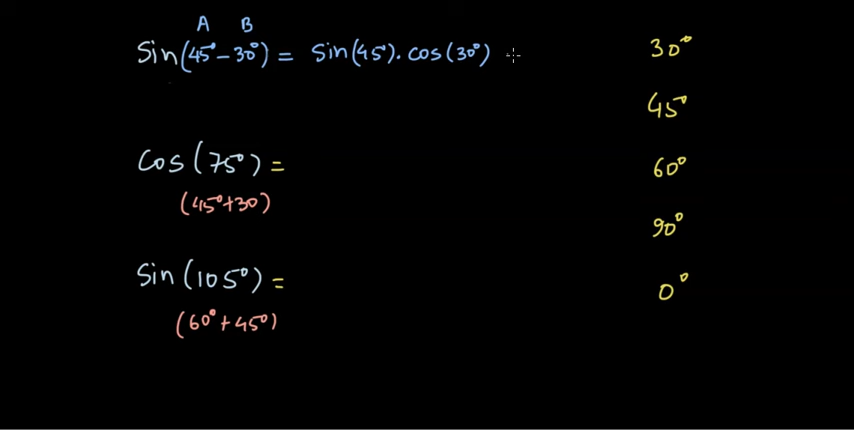 A B
Sin(45° - 30°) = Sin(45°). cos(30°)
30°
45°
Cos(75°) =
60°
(45°+30)
90°
Sin(105°) =
0°
(60° + 45°)